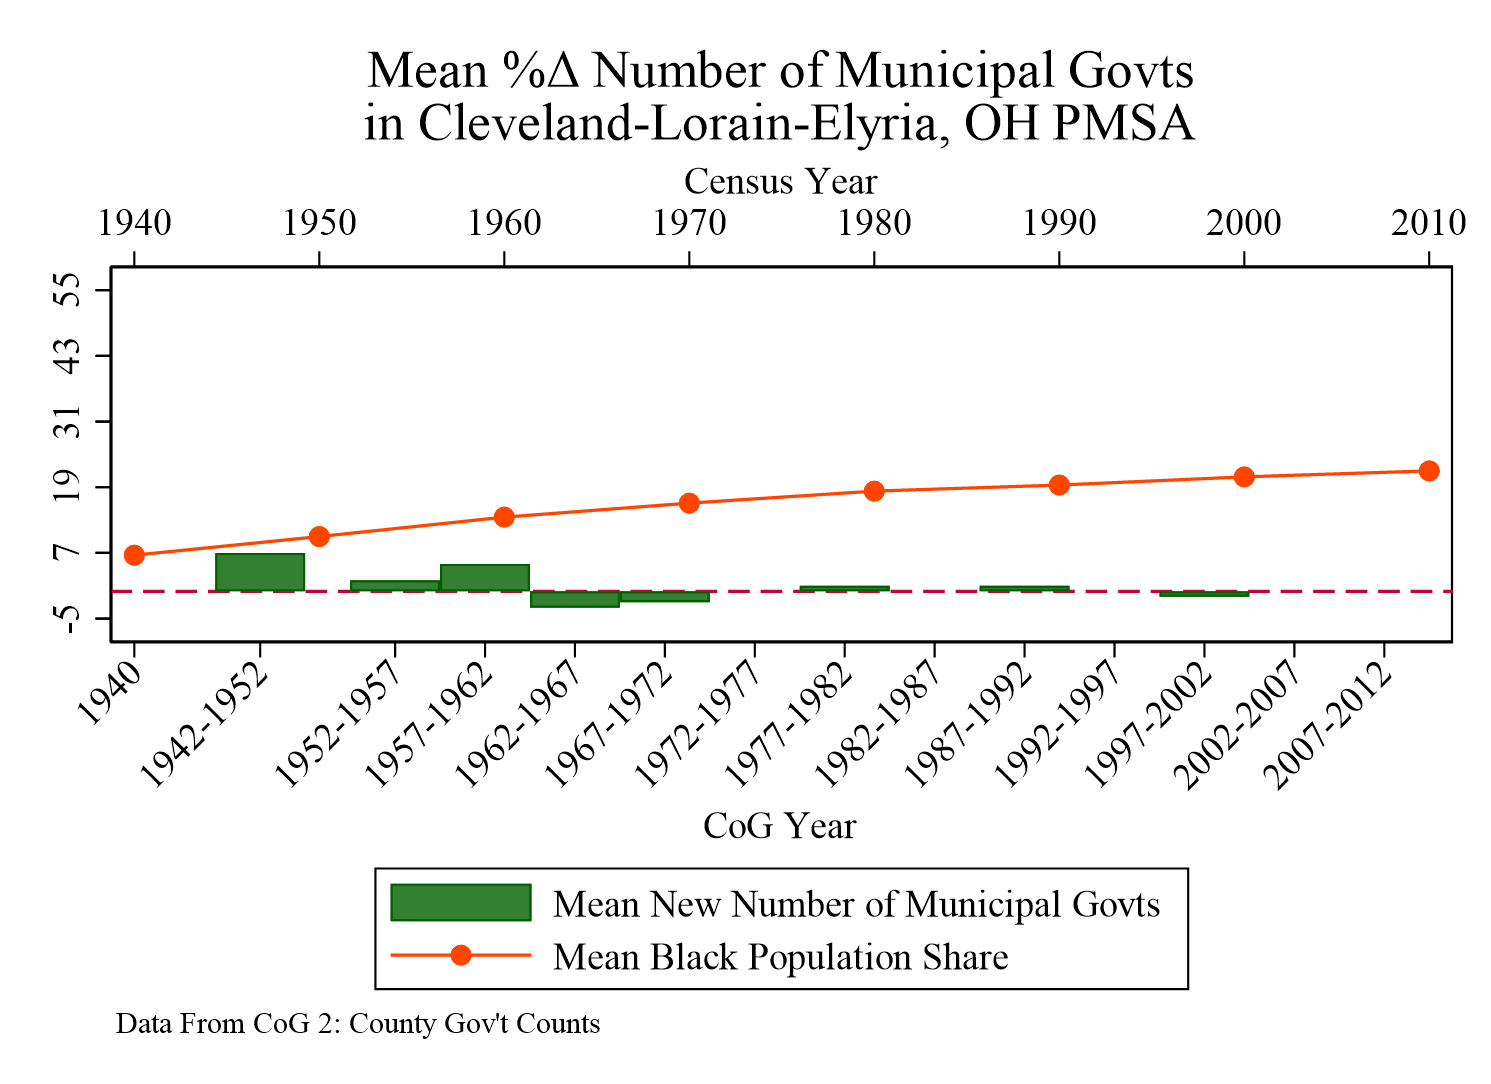 Mean %Δ Number of Municipal Govts
in Cleveland-Lorain-Elyria, OH PMSA
Census Year
1940 1950 1960 1970 1980 1990 2000 2010
55
43
31
19
7
-5
1940 1942-1952 1952-1957 1957-1962 1962-1967 1967-1972 1972-1977 1977-1982 1982-1987 1987-1992 1992-1997 1997-2002 2002-2007 2007-2012
CoG Year
Mean New Number of Municipal Govts
Mean Black Population Share
Data From CoG 2: County Gov't Counts